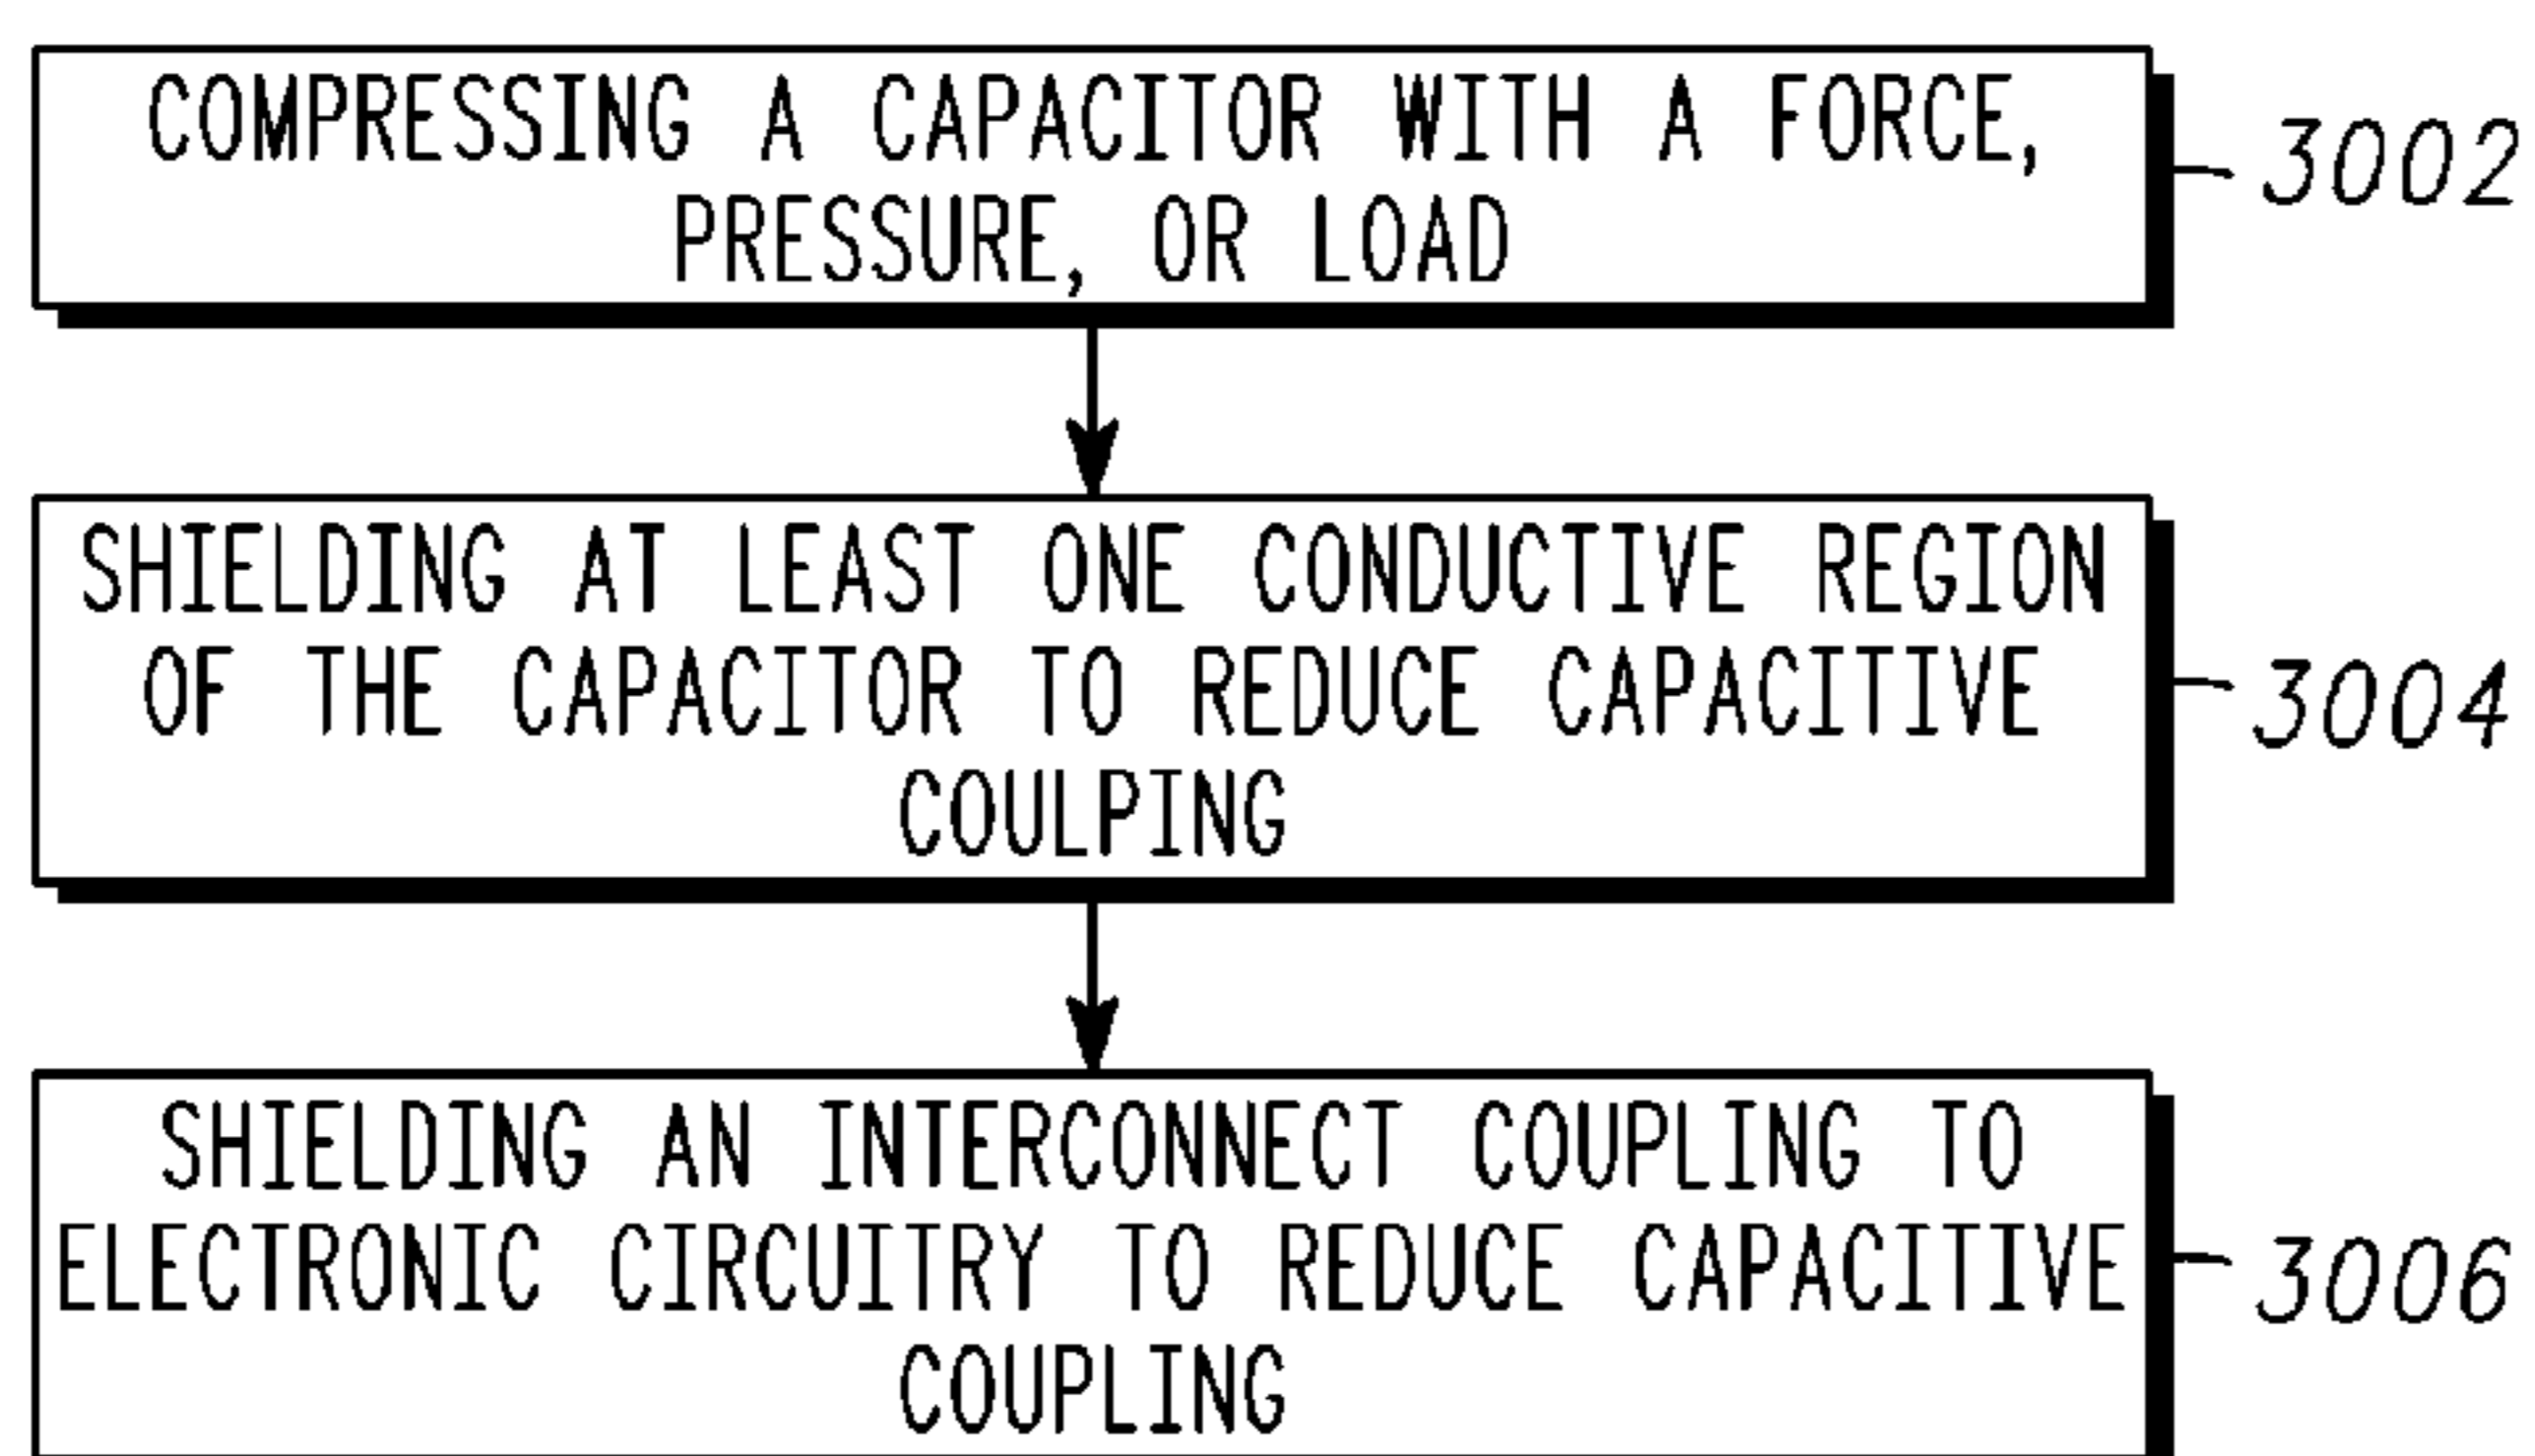 COMPRESSING A CAPACITOR WITH A FORCE,
PRESSURE, OR LOAD
3002
SHIELDING AT LEAST ONE CONDUCTIVE REGION
OF THE CAPACITOR TO REDUCE CAPACITIVE
COULPING
3004
SHIELDING AN INTERCONNECT COUPLING TO
ELECTRONIC CIRCUITRY TO REDUCE CAPACITIVE
COUPLING
3006